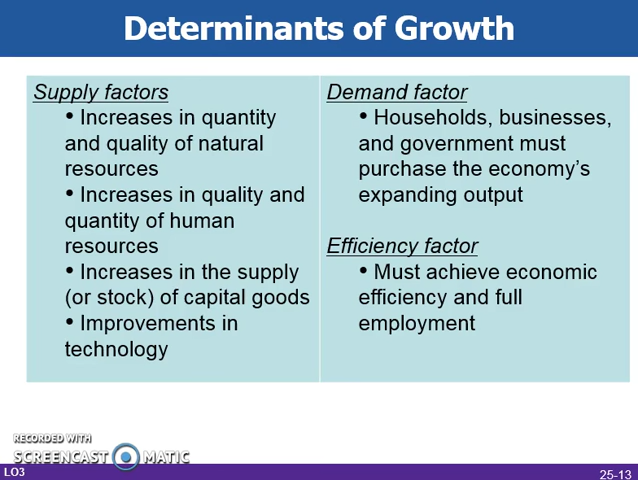 Determinants of Growth
Supply factors
• Increases in quantity
and quality of natural
resources
• Increases in quality and
quantity of human
resources
• Increases in the supply
(or stock) of capital goods
• Improvements in
technology
Demand factor
• Households, businesses,
and government must
purchase the economy's
expanding output
Efficiency factor
• Must achieve economic
efficiency and full
employment
RECORDED WITH
SCREENCAST MATIC
LO3
25-13